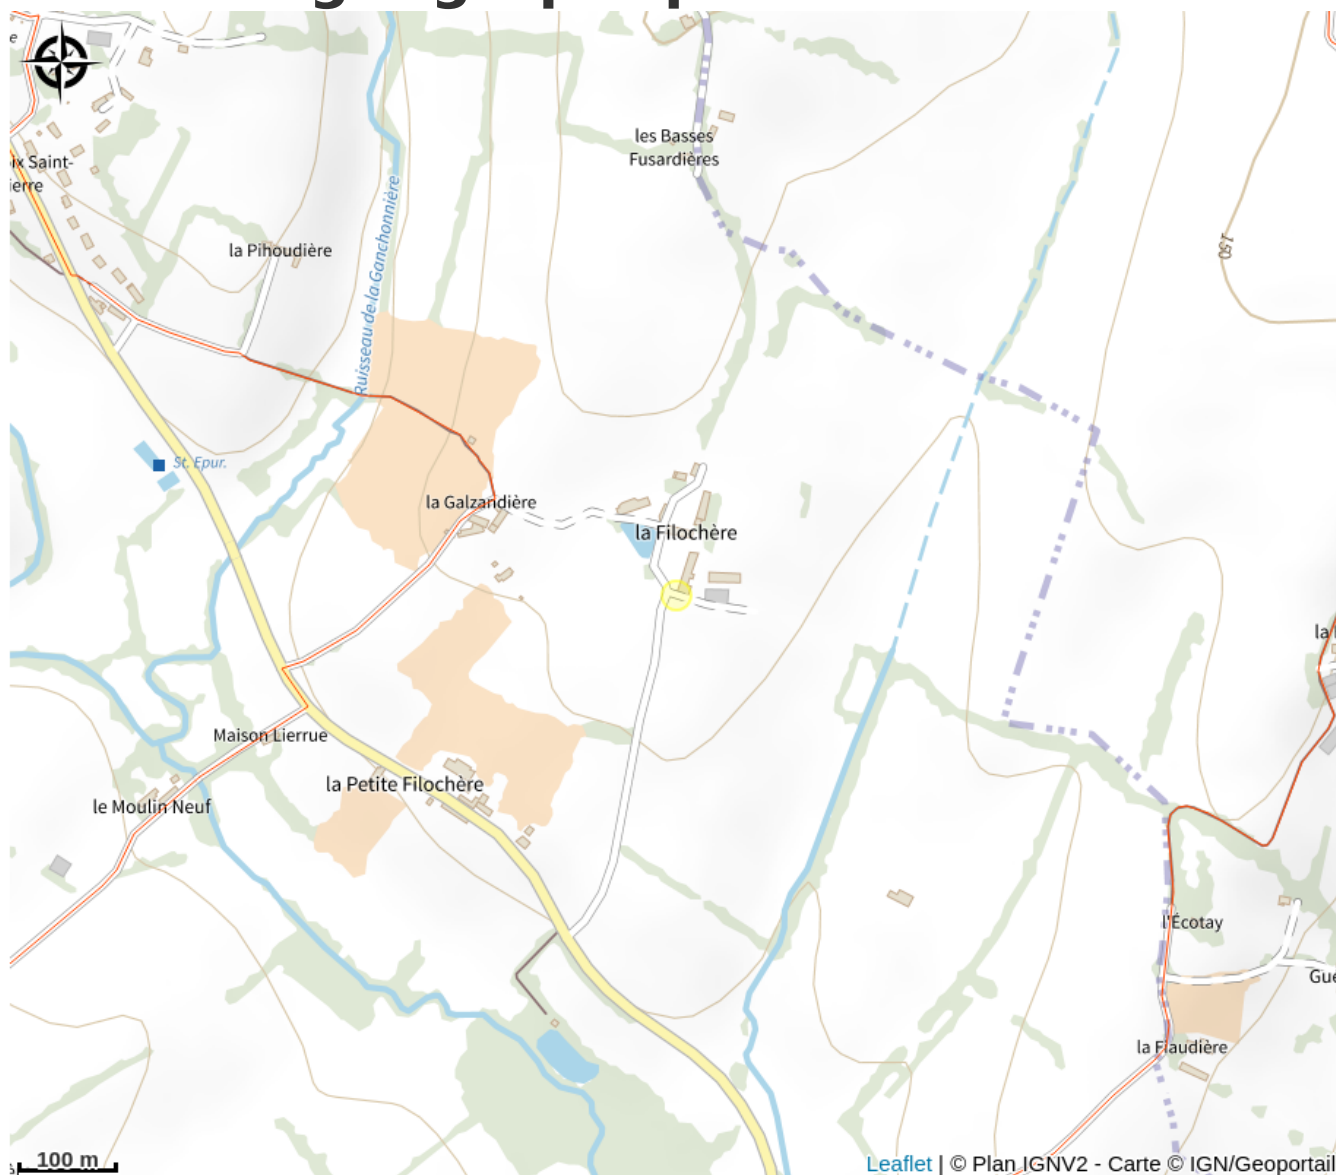 les Basses
Fusardières
la Pihoudière
Ruisseau de la Ganchonnière
150
St. Epur.
la Galzandière
la Filochère
Maison Lierrue
la Petite Filochère
le Moulin Neuf
l'Écotay
la Flaudière
100 m
Leaflet | © Plan IGNV2 - Carte © IGN/Geoportail